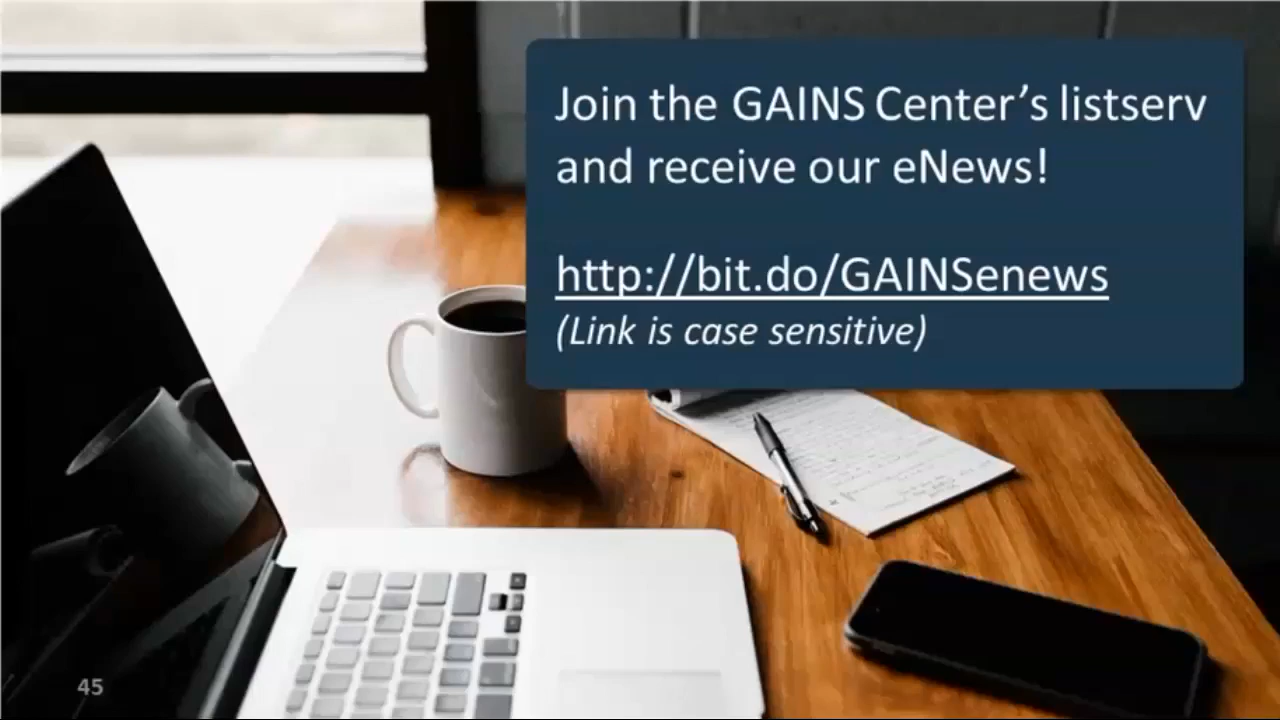 Join the GAINS Center’s listserv
and receive our eNews!
http://bit.do/GAINSenews
(Link is case sensitive)
45